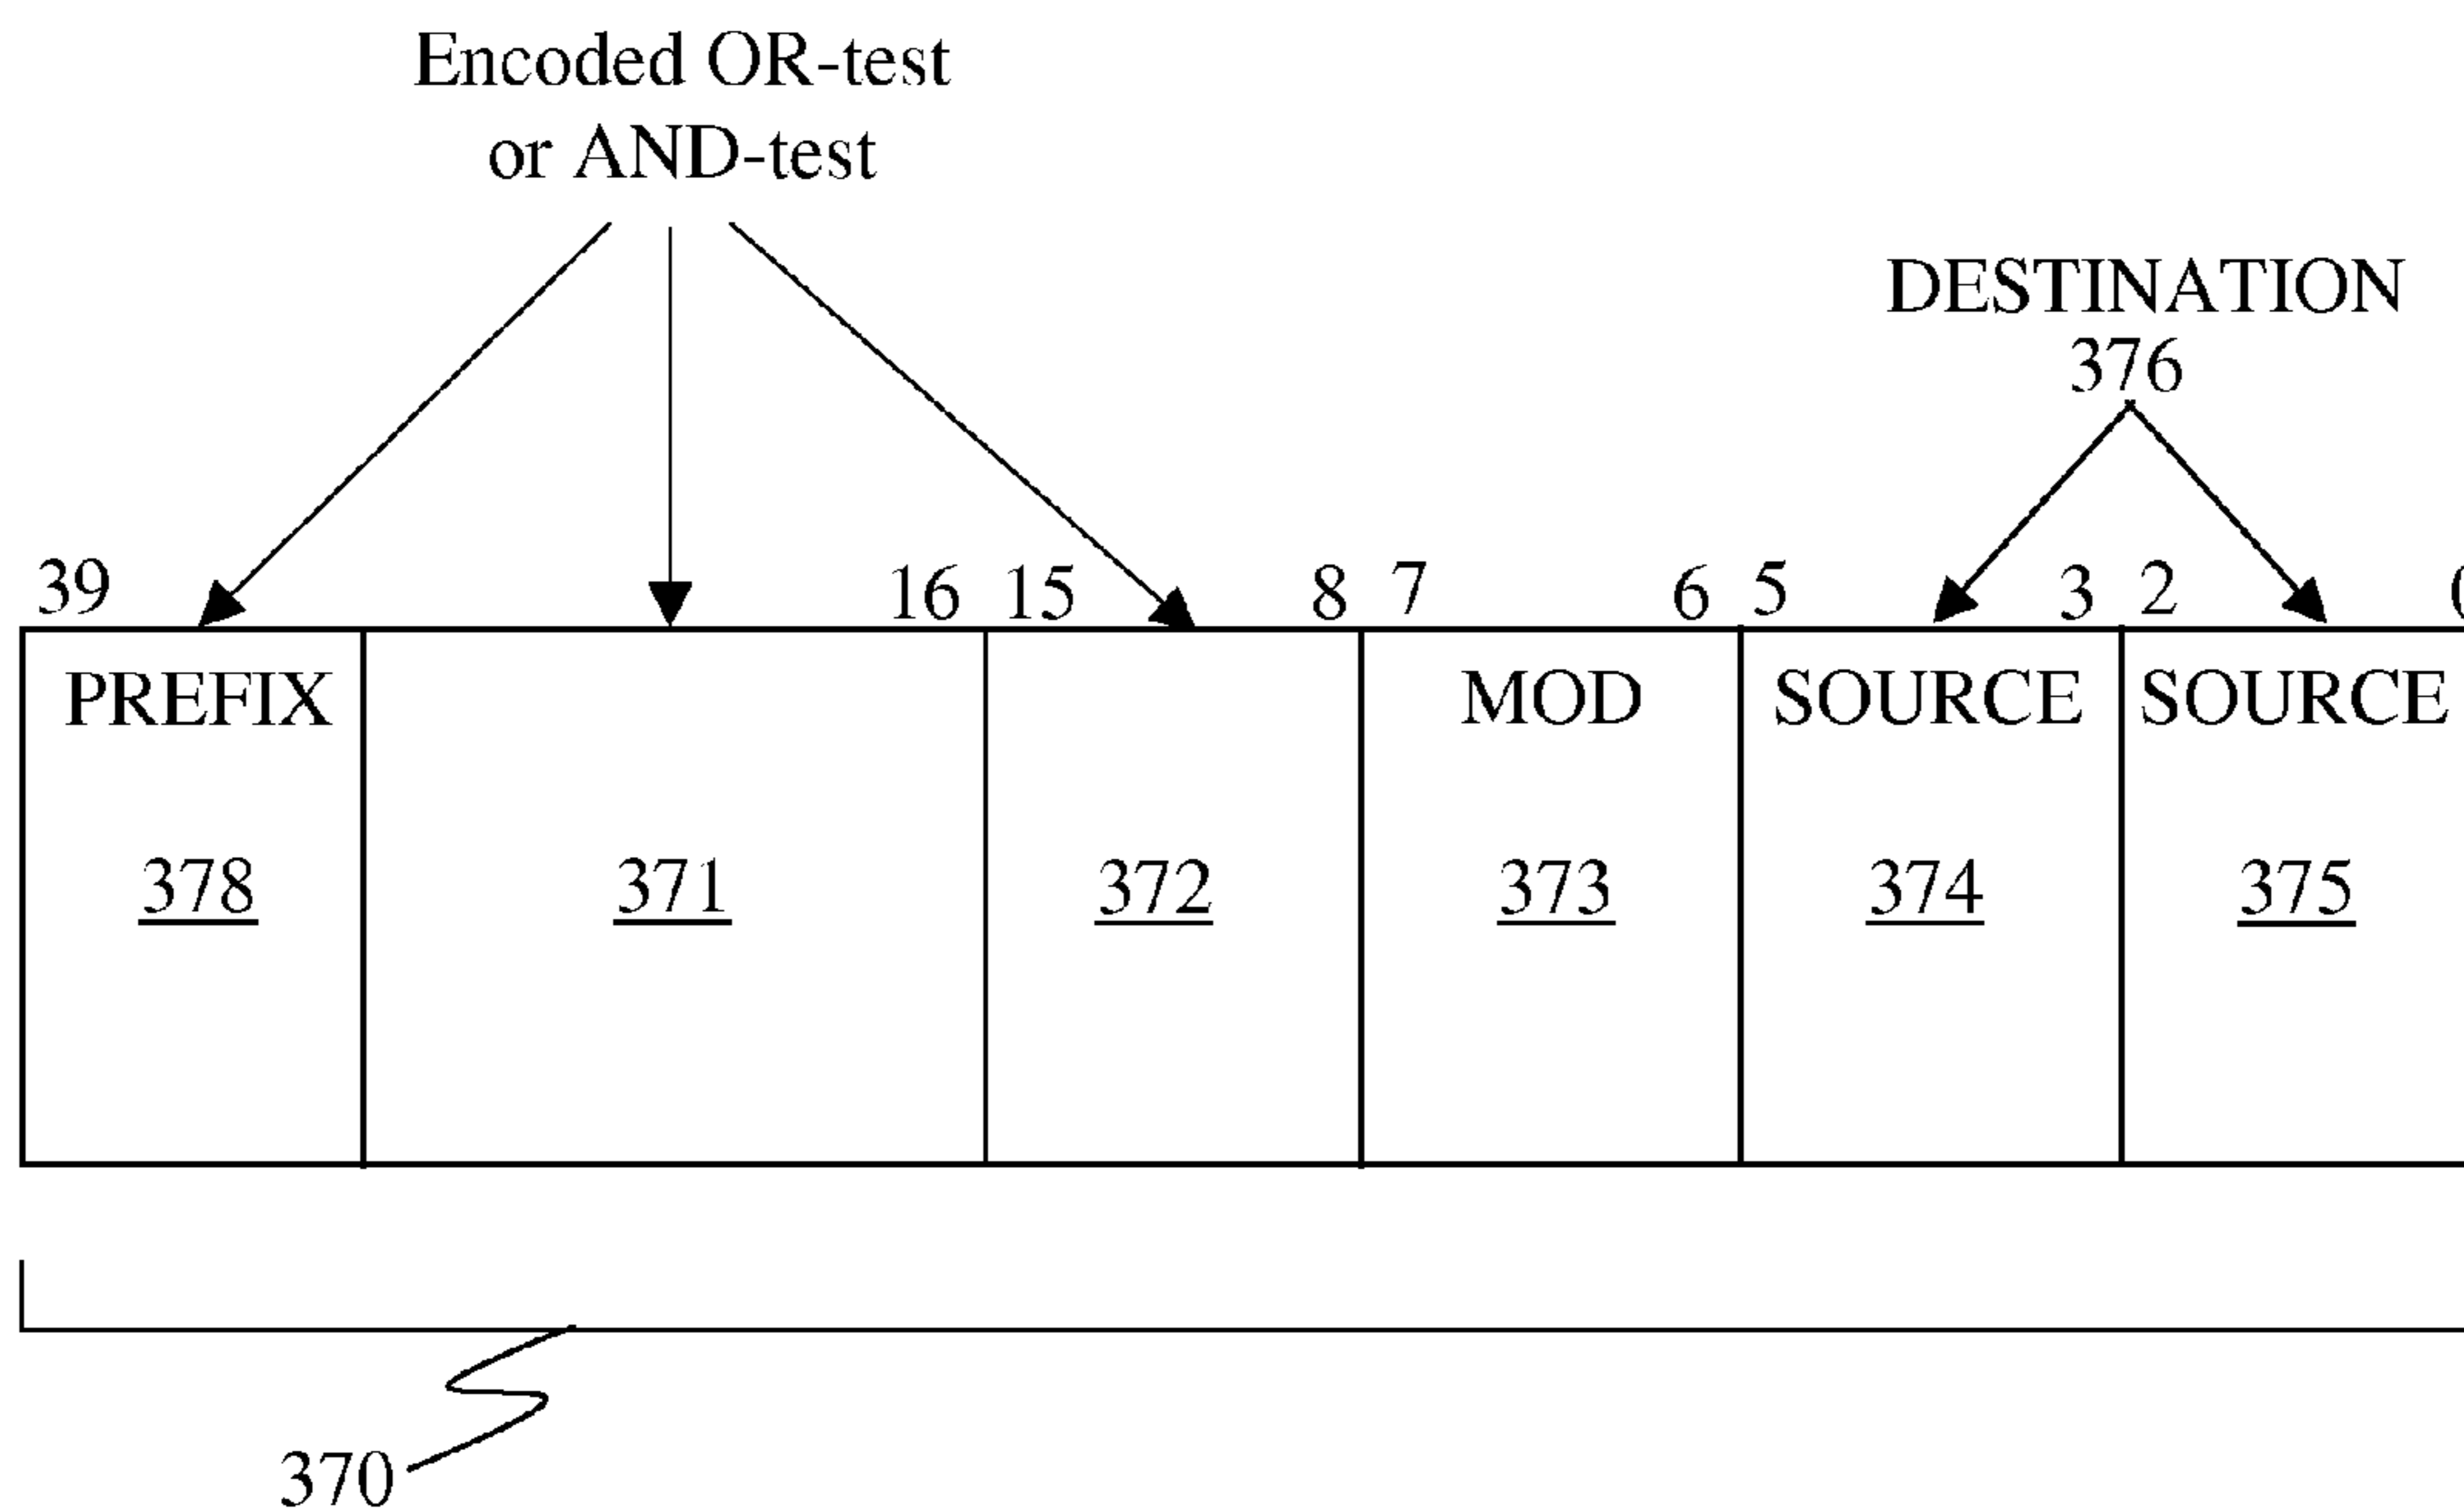 Encoded OR-test
or AND-test
DESTINATION
376
39 16 15 8 7 6 5 3 2
PREFIX MOD SOURCE SOURCE
378 371 372 373 374 375
370